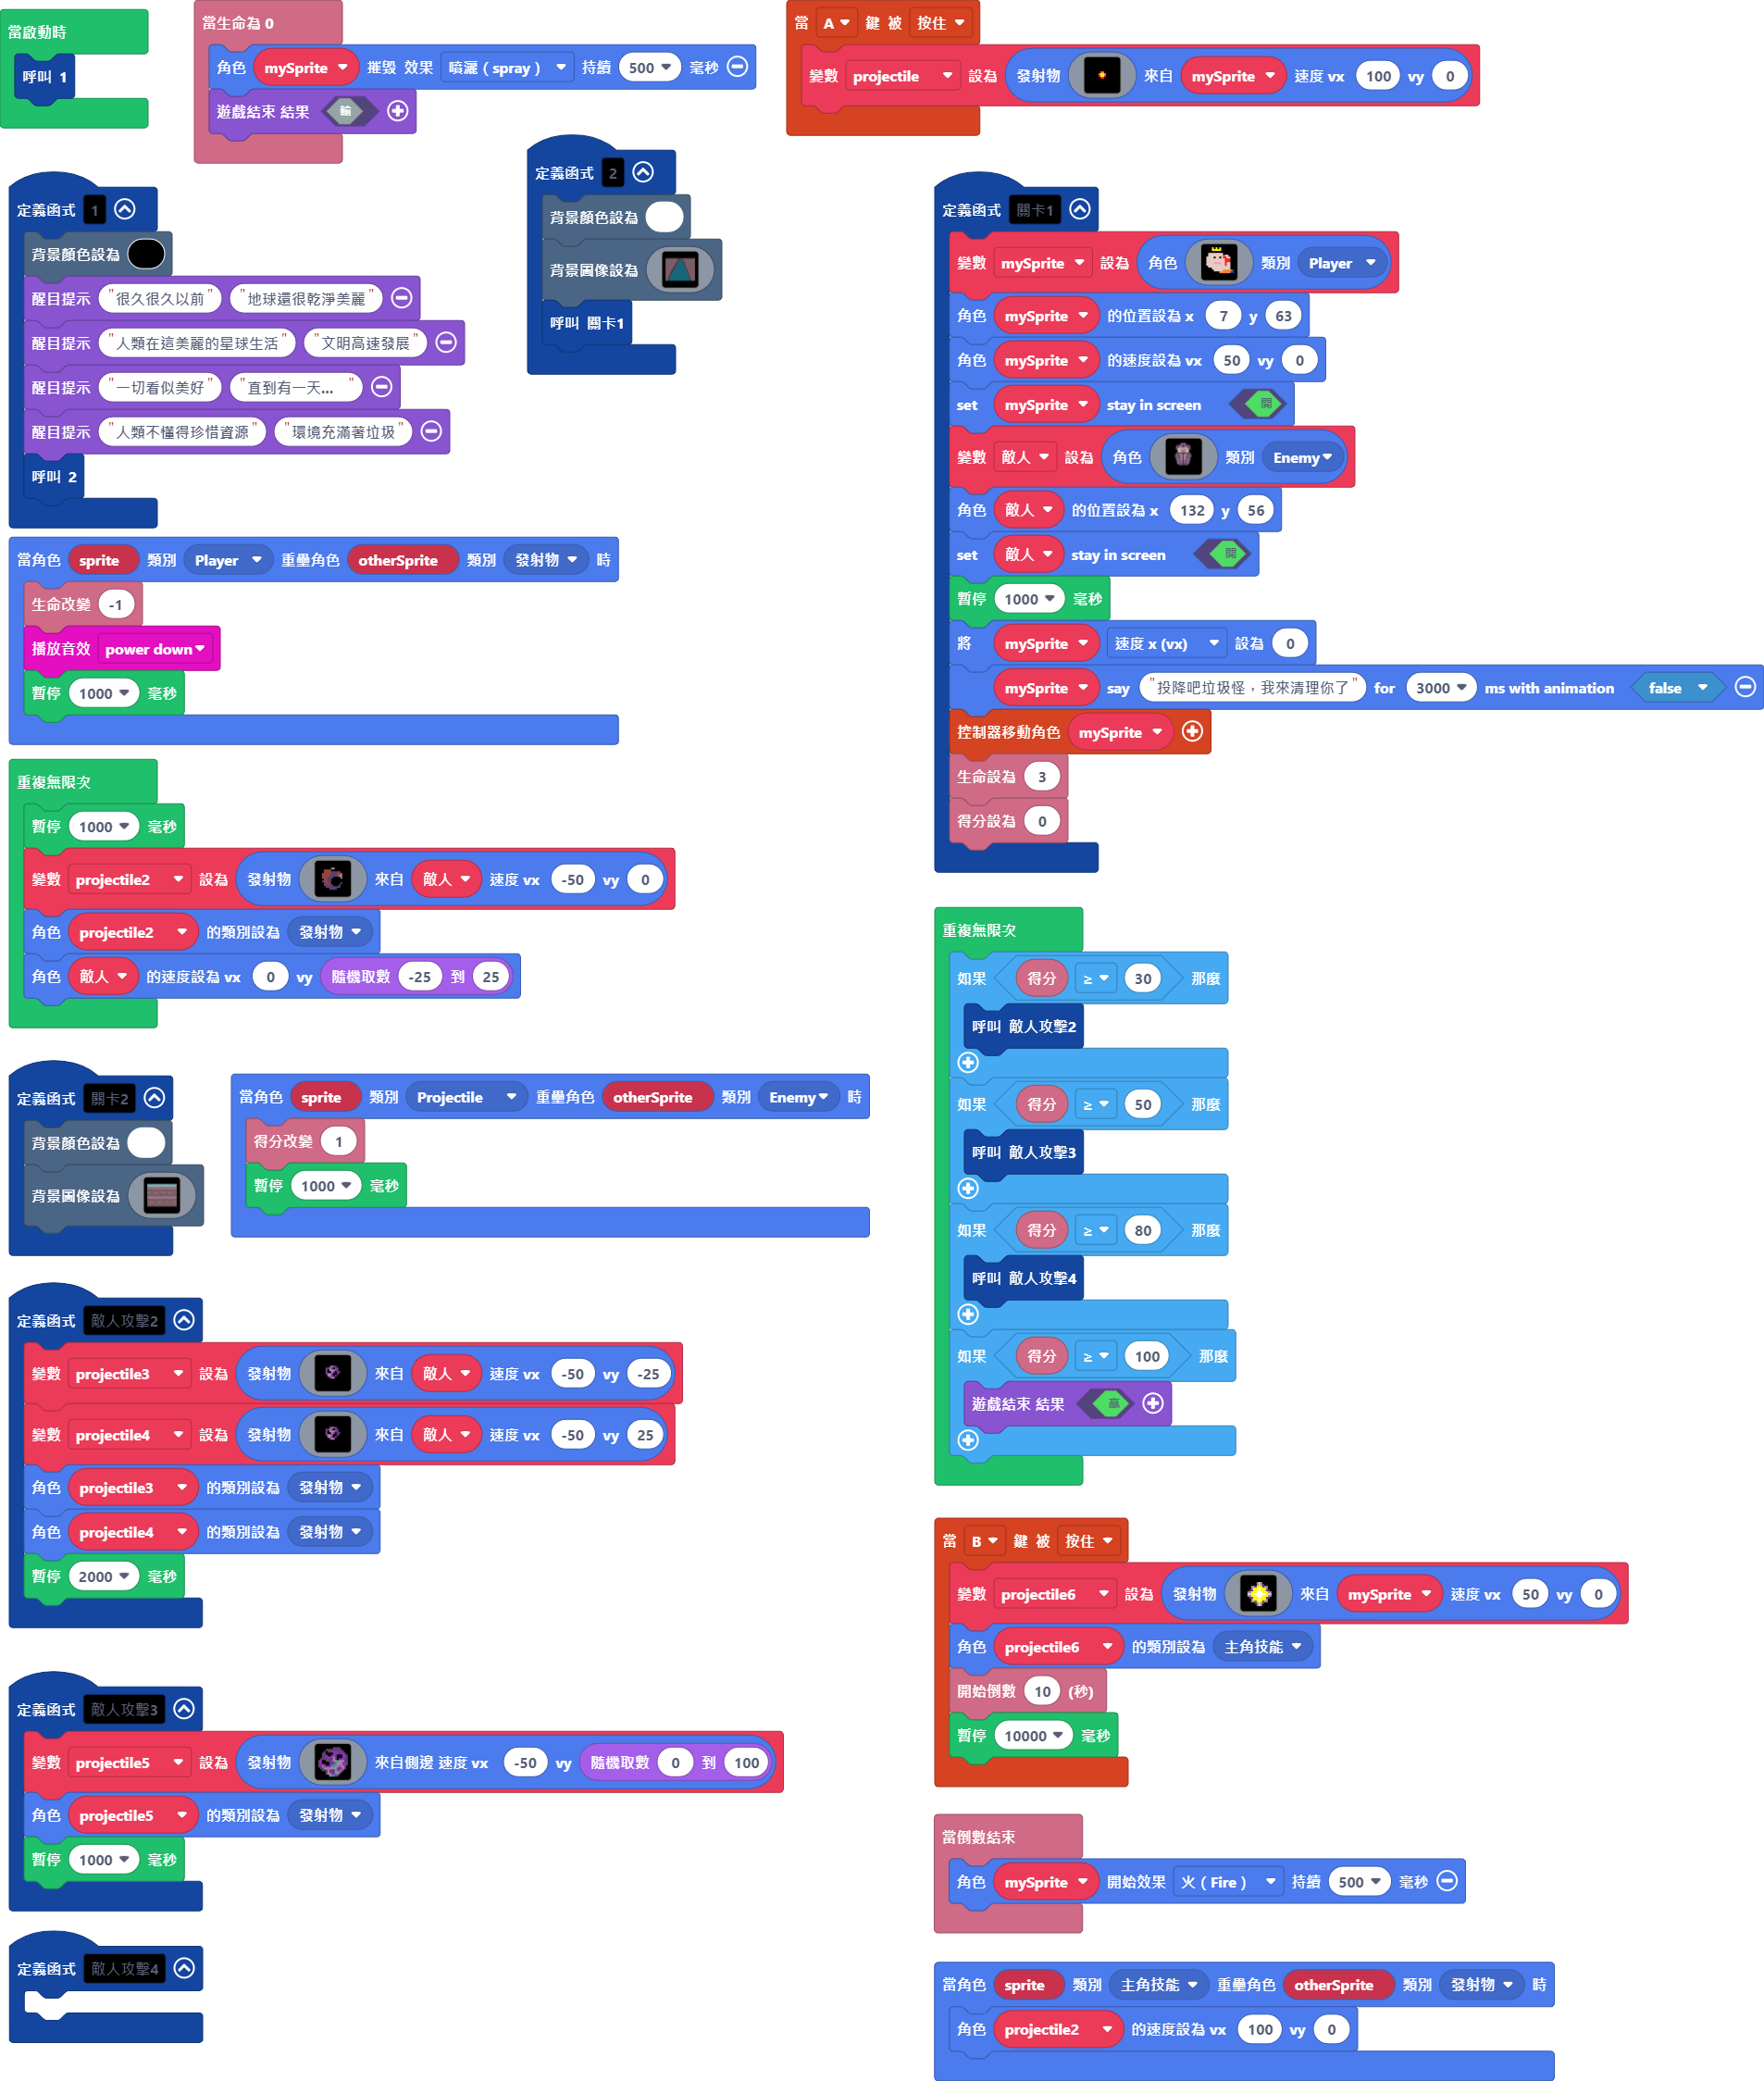 當啟動時
呼叫 1
當生命為 0
角色 mySprite 摧毀 效果 噴灑 ( spray ) 持續 500 毫秒
遊戲結束 結果 輸
當 A 鍵 被 按住
變數 projectile 設為 發射物 來自 mySprite 速度 vx 100 vy 0
定義函式 1
背景顏色設為
醒目提示 "很久很久以前" "地球還很乾淨美麗"
醒目提示 "人類在這美麗的星球生活" "文明高速發展"
醒目提示 "一切看似美好" "直到有一天... "
醒目提示 "人類不懂得珍惜資源" "環境充滿著垃圾"
呼叫 2
定義函式 2
背景顏色設為
背景圖像設為
呼叫 關卡1
定義函式 關卡1
變數 mySprite 設為 角色 類別 Player
角色 mySprite 的位置設為 x 7 y 63
角色 mySprite 的速度設為 vx 50 vy 0
set mySprite stay in screen 開
變數 敵人 設為 角色 類別 Enemy
角色 敵人 的位置設為 x 132 y 56
set 敵人 stay in screen 開
暫停 1000 毫秒
將 mySprite 速度 x (vx) 設為 0
mySprite say "投降吧垃圾怪，我來清理你了" for 3000 ms with animation false
控制器移動角色 mySprite
生命設為 3
得分設為 0
當角色 sprite 類別 Player 重疊角色 otherSprite 類別 發射物 時
生命改變 -1
播放音效 power down
暫停 1000 毫秒
重複無限次
暫停 1000 毫秒
變數 projectile2 設為 發射物 來自 敵人 速度 vx -50 vy 0
角色 projectile2 的類別設為 發射物
角色 敵人 的速度設為 vx 0 vy 隨機取數 -25 到 25
重複無限次
如果 得分 ≥ 30 那麼
呼叫 敵人攻擊2
如果 得分 ≥ 50 那麼
呼叫 敵人攻擊3
如果 得分 ≥ 80 那麼
呼叫 敵人攻擊4
如果 得分 ≥ 100 那麼
遊戲結束 結果 贏
定義函式 關卡2
背景顏色設為
背景圖像設為
當角色 sprite 類別 Projectile 重疊角色 otherSprite 類別 Enemy 時
得分改變 1
暫停 1000 毫秒
定義函式 敵人攻擊2
變數 projectile3 設為 發射物 來自 敵人 速度 vx -50 vy -25
變數 projectile4 設為 發射物 來自 敵人 速度 vx -50 vy 25
角色 projectile3 的類別設為 發射物
角色 projectile4 的類別設為 發射物
暫停 2000 毫秒
當 B 鍵 被 按住
變數 projectile6 設為 發射物 來自 mySprite 速度 vx 50 vy 0
角色 projectile6 的類別設為 主角技能
開始倒數 10 (秒)
暫停 10000 毫秒
定義函式 敵人攻擊3
變數 projectile5 設為 發射物 來自側邊 速度 vx -50 vy 隨機取數 0 到 100
角色 projectile5 的類別設為 發射物
暫停 1000 毫秒
當倒數結束
角色 mySprite 開始效果 火 ( Fire ) 持續 500 毫秒
定義函式 敵人攻擊4
當角色 sprite 類別 主角技能 重疊角色 otherSprite 類別 發射物 時
角色 projectile2 的速度設為 vx 100 vy 0